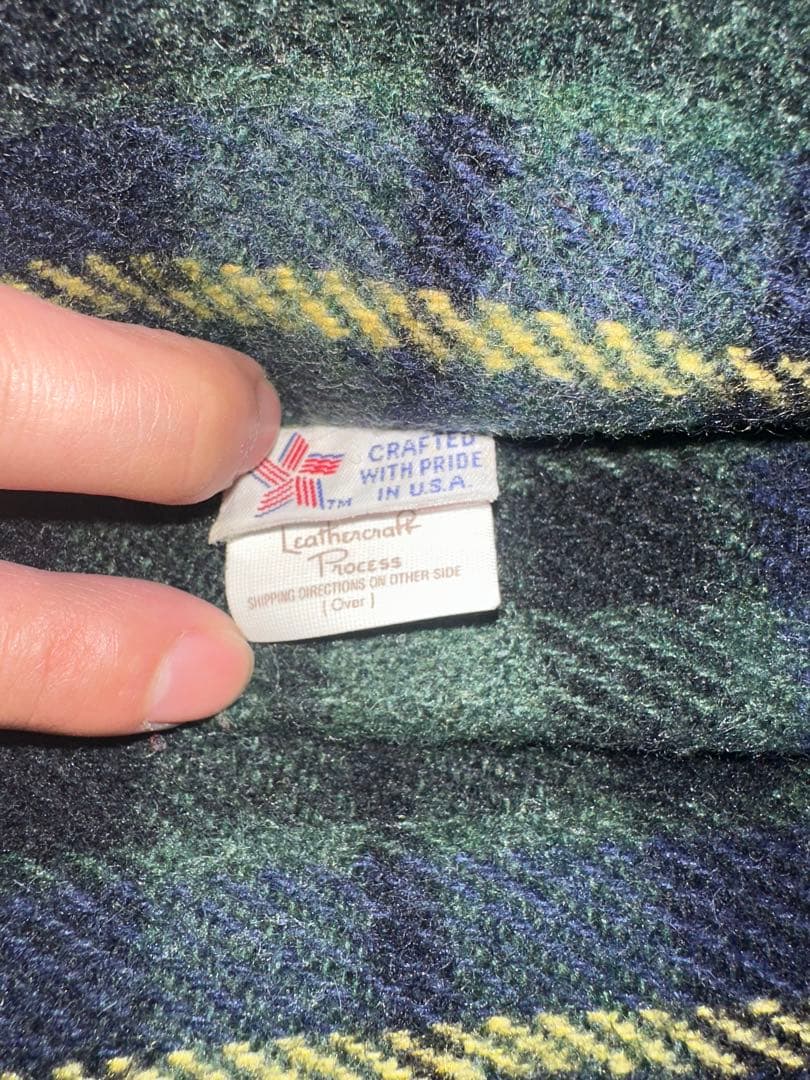 CRAFTED
WITH PRIDE
IN U.S.A.
TM
Leathercraft
Process
SHIPPING DIRECTIONS ON OTHER SIDE
( Over )